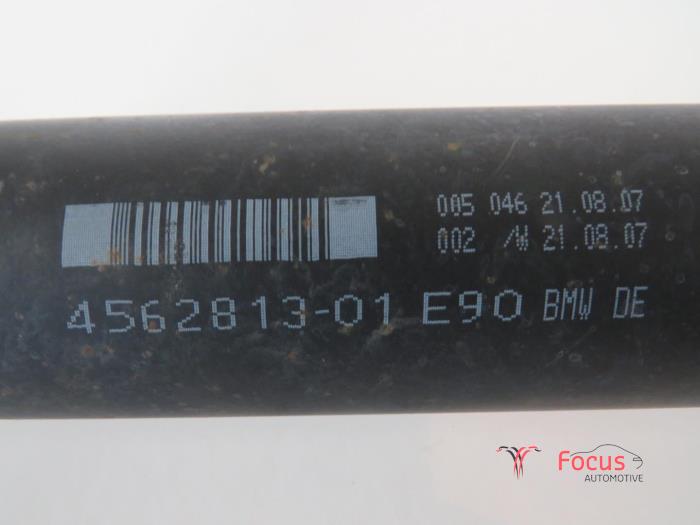 005 046 21.08.07
002 /W 21.08.07
4562813-01 E90 BMW DE
Focus
AUTOMOTIVE